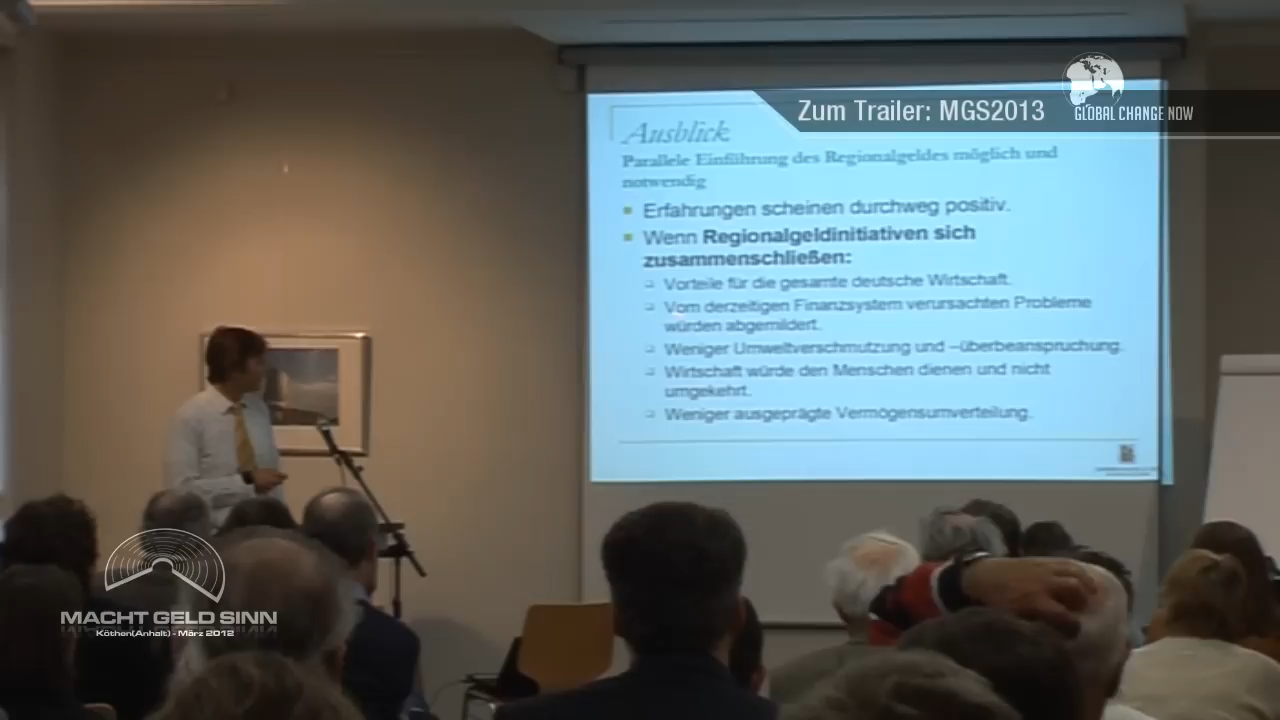 Zum Trailer: MGS2013
GLOBAL CHANGE NOW
Ausblick
Parallele Einführung des Regionalgeldes möglich und
notwendig
Erfahrungen scheinen durchweg positiv.
Wenn Regionalgeldinitiativen sich
zusammenschließen:
Vorteile für die gesamte deutsche Wirtschaft.
Vom derzeitigen Finanzsystem verursachten Probleme
würden abgemildert.
Weniger Umweltverschmutzung und –überbeanspruchung.
Wirtschaft würde den Menschen dienen und nicht
umgekehrt.
Weniger ausgeprägte Vermögensumverteilung.
MACHT GELD SINN
Köthen(Anhalt) - März 2012